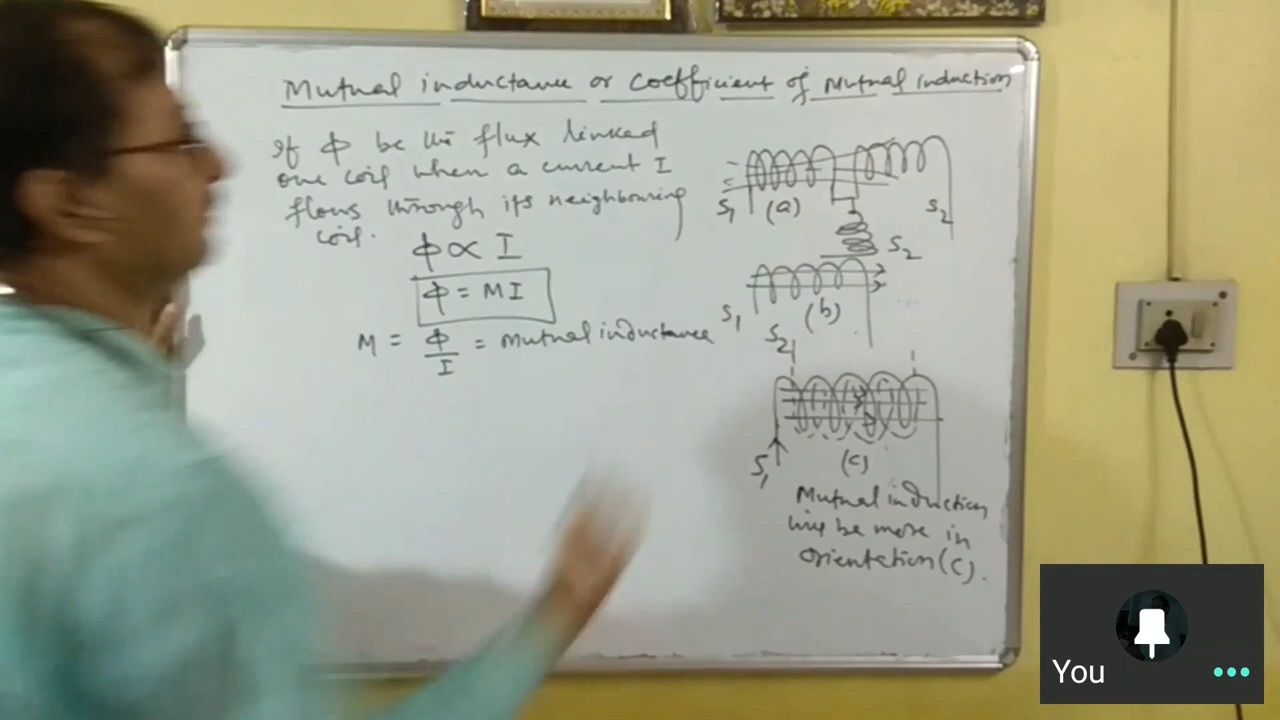 Mutual inductance or Coefficient of Mutual induction
If Φ be the flux linked
one coil when a current I
flows through its neighbouring
coil.
Φ ∝ I
Φ = MI
M = Φ/I = Mutual inductance
S1 (a) S2
S2
S1 (b)
S2
S1 (c)
Mutual induction
will be more in
orientation (c).
You